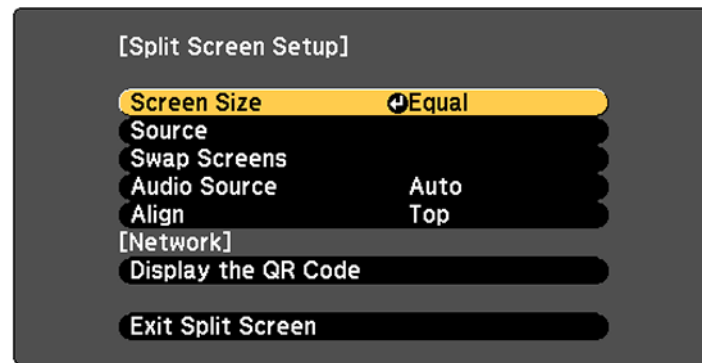 [Split Screen Setup]
Screen Size Equal
Source
Swap Screens
Audio Source Auto
Align Top
[Network]
Display the QR Code
Exit Split Screen